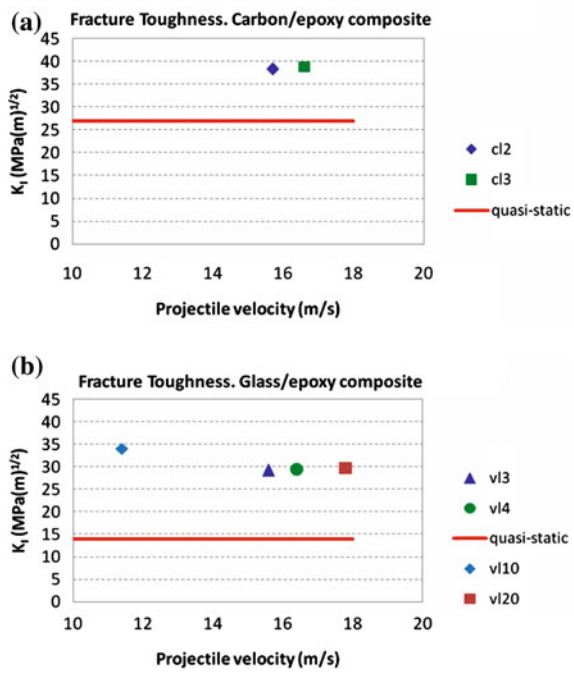 (a)
Fracture Toughness. Carbon/epoxy composite
K_I (MPa(m)^1/2)
45
40
35
30
25
20
15
10
5
0
10 12 14 16 18 20
Projectile velocity (m/s)
cl2
cl3
quasi-static
(b)
Fracture Toughness. Glass/epoxy composite
K_I (MPa(m)^1/2)
45
40
35
30
25
20
15
10
5
0
10 12 14 16 18 20
Projectile velocity (m/s)
vl3
vl4
quasi-static
vl10
vl20